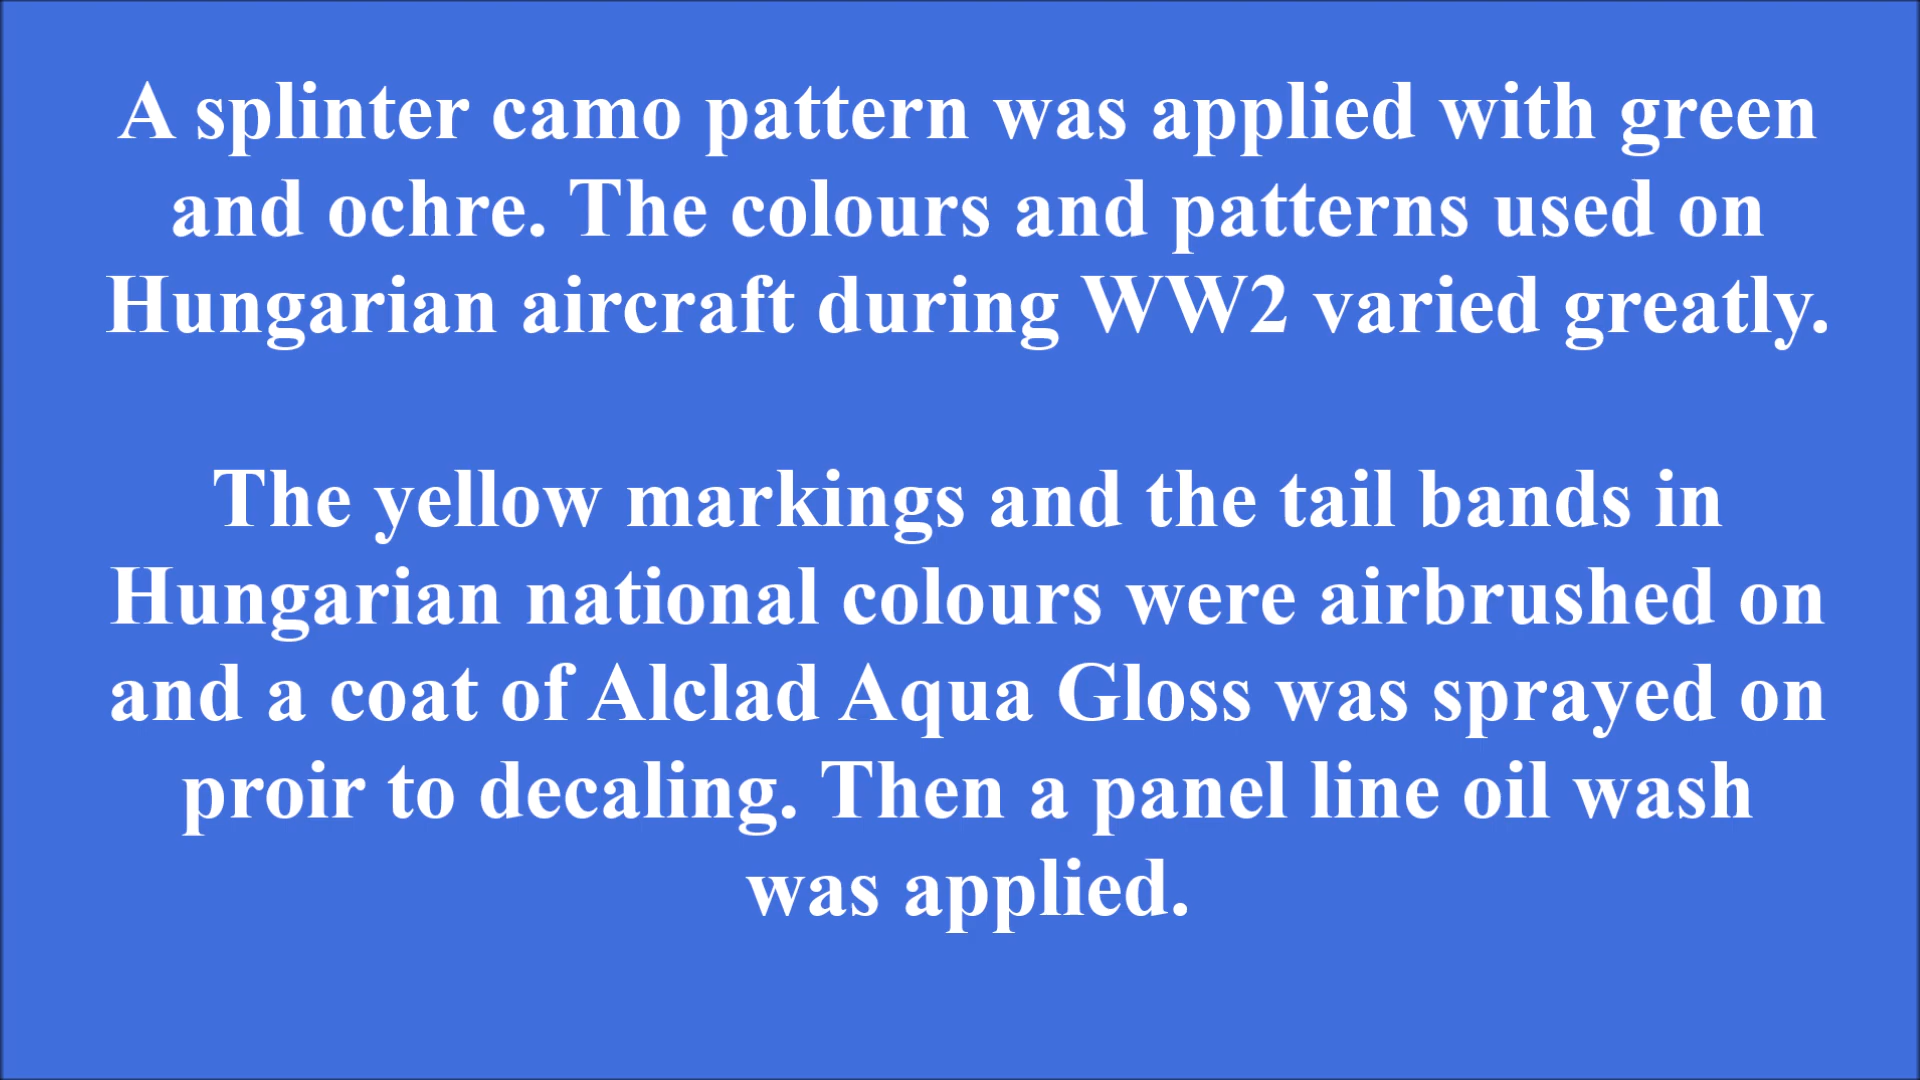 A splinter camo pattern was applied with green
and ochre. The colours and patterns used on
Hungarian aircraft during WW2 varied greatly.
The yellow markings and the tail bands in
Hungarian national colours were airbrushed on
and a coat of Alclad Aqua Gloss was sprayed on
proir to decaling. Then a panel line oil wash
was applied.